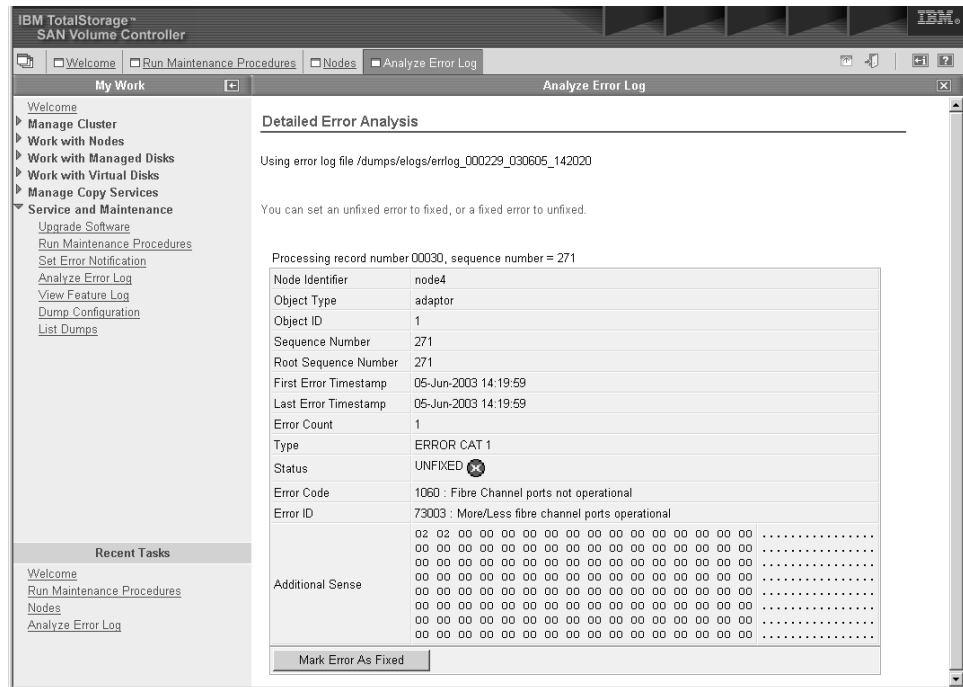 IBM TotalStorage™
SAN Volume Controller
IBM®
Welcome
Run Maintenance Procedures
Nodes
Analyze Error Log
My Work
Analyze Error Log
Welcome
Manage Cluster
Work with Nodes
Work with Managed Disks
Work with Virtual Disks
Manage Copy Services
Service and Maintenance
Upgrade Software
Run Maintenance Procedures
Set Error Notification
Analyze Error Log
View Feature Log
Dump Configuration
List Dumps
Recent Tasks
Welcome
Run Maintenance Procedures
Nodes
Analyze Error Log
Detailed Error Analysis
Using error log file /dumps/elogs/errlog_000229_030605_142020
You can set an unfixed error to fixed, or a fixed error to unfixed.
Processing record number 00030, sequence number = 271
Node Identifier node4
Object Type adaptor
Object ID 1
Sequence Number 271
Root Sequence Number 271
First Error Timestamp 05-Jun-2003 14:19:59
Last Error Timestamp 05-Jun-2003 14:19:59
Error Count 1
Type ERROR CAT 1
Status UNFIXED
Error Code 1060 : Fibre Channel ports not operational
Error ID 73003 : More/Less fibre channel ports operational
Additional Sense
02 02 00 00 00 00 00 00 00 00 00 00 00 00 00 00 ................
00 00 00 00 00 00 00 00 00 00 00 00 00 00 00 00 ................
00 00 00 00 00 00 00 00 00 00 00 00 00 00 00 00 ................
00 00 00 00 00 00 00 00 00 00 00 00 00 00 00 00 ................
00 00 00 00 00 00 00 00 00 00 00 00 00 00 00 00 ................
00 00 00 00 00 00 00 00 00 00 00 00 00 00 00 00 ................
00 00 00 00 00 00 00 00 00 00 00 00 00 00 00 00 ................
00 00 00 00 00 00 00 00 00 00 00 00 00 00 00 00 ................
Mark Error As Fixed